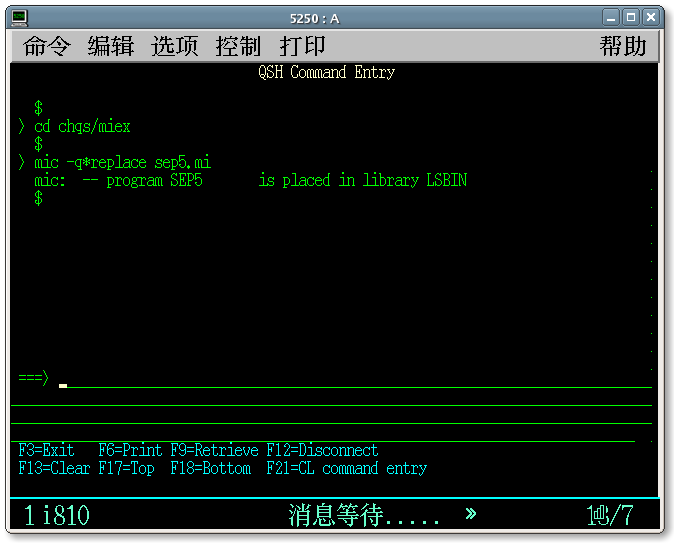 5250 : A
命令 编辑 选项 控制 打印 帮助
QSH Command Entry
$
> cd chqs/miex
$
> mic -q*replace sep5.mi
mic: -- program SEP5 is placed in library LSBIN
$
===>
F3=Exit F6=Print F9=Retrieve F12=Disconnect
F13=Clear F17=Top F18=Bottom F21=CL command entry
1 i810 消息等待..... »